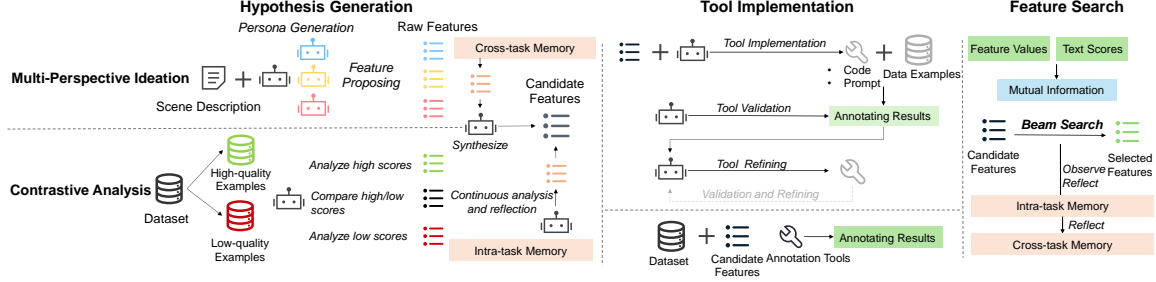 Hypothesis Generation
Persona Generation
Raw Features
Cross-task Memory
Multi-Perspective Ideation
Feature
Proposing
Scene Description
Candidate
Features
Synthesize
Contrastive Analysis
Dataset
High-quality
Examples
Low-quality
Examples
Analyze high scores
Compare high/low
scores
Analyze low scores
Continuous analysis
and reflection
Intra-task Memory
Tool Implementation
Tool Implementation
• Code
• Prompt
Data Examples
Tool Validation
Annotating Results
Tool Refining
Validation and Refining
Dataset
Candidate
Features
Annotation Tools
Annotating Results
Feature Search
Feature Values
Text Scores
Mutual Information
Beam Search
Candidate
Features
Selected
Features
Observe
Reflect
Intra-task Memory
Reflect
Cross-task Memory